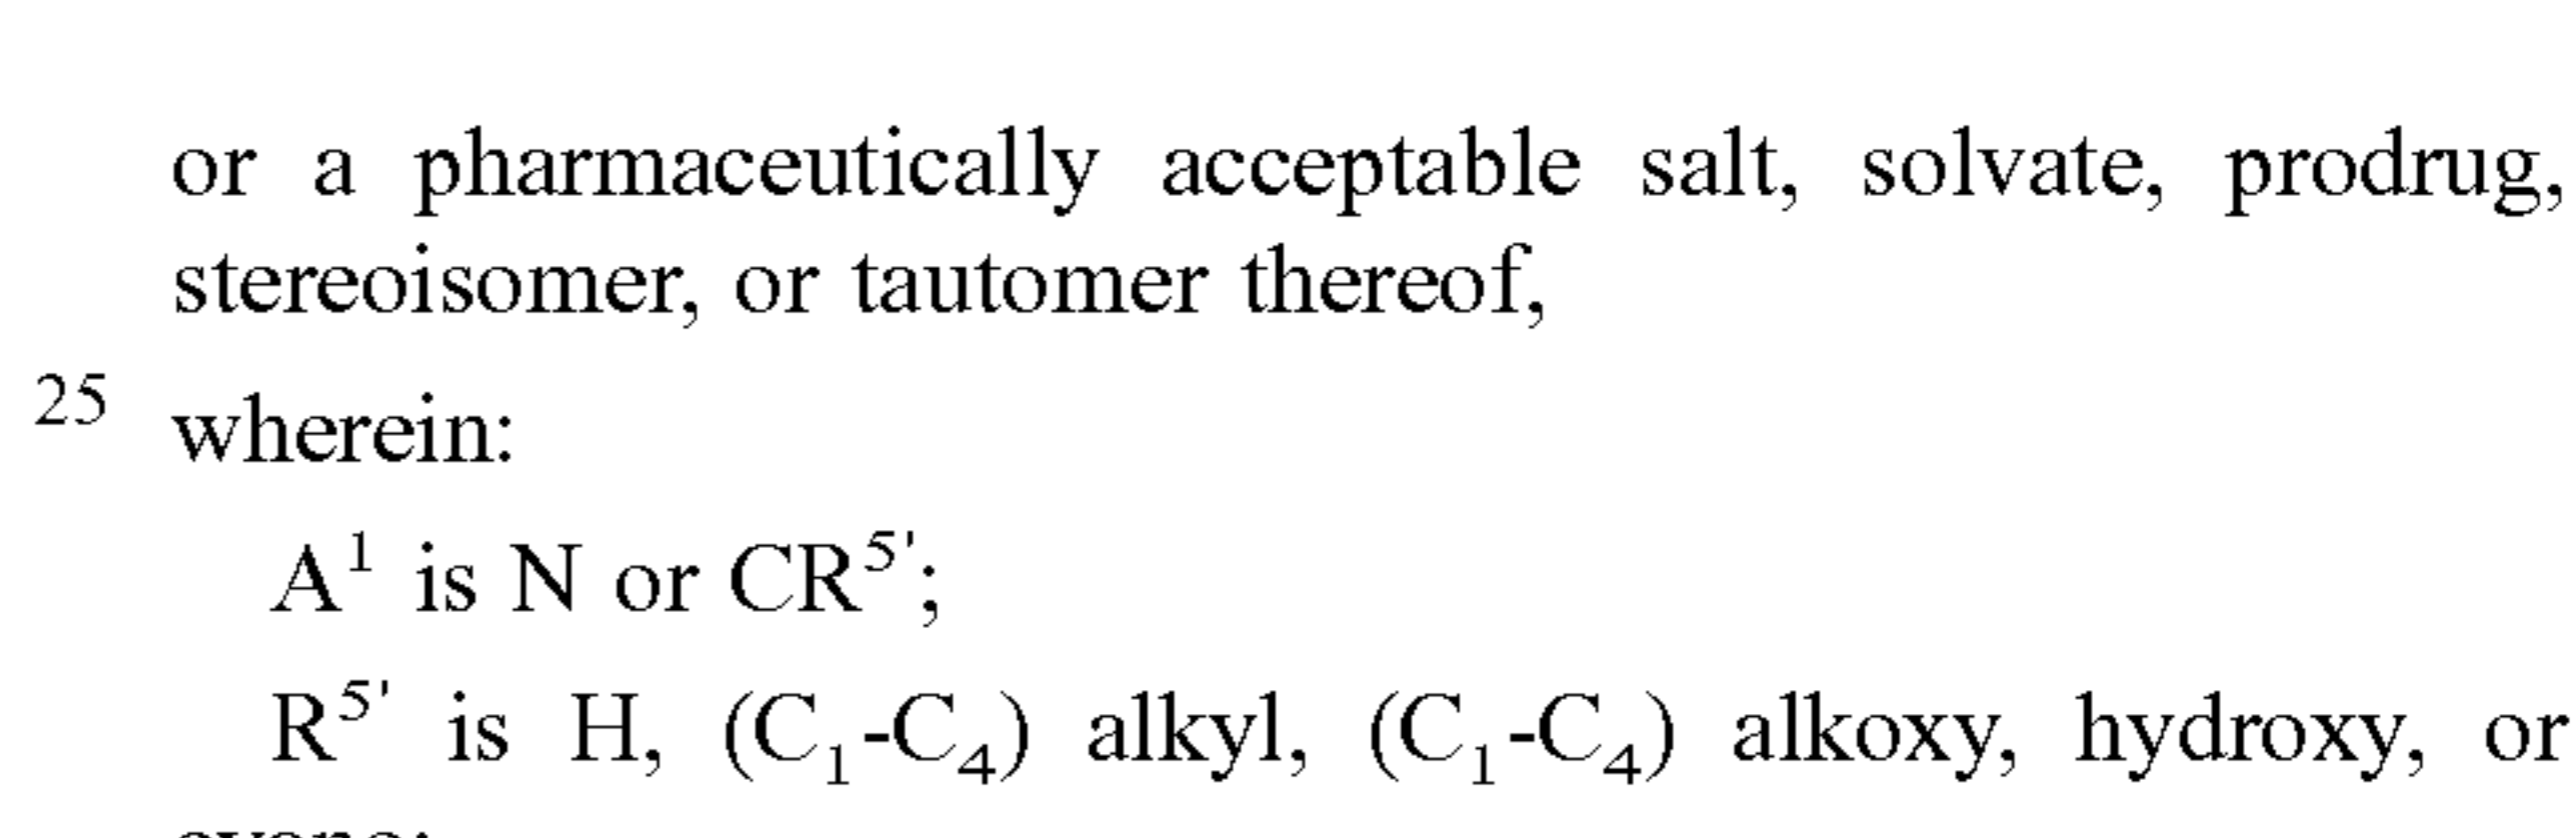 or a pharmaceutically acceptable salt, solvate, prodrug,
stereoisomer, or tautomer thereof,
25 wherein:
A¹ is N or CR⁵';
R⁵' is H, (C₁-C₄) alkyl, (C₁-C₄) alkoxy, hydroxy, or